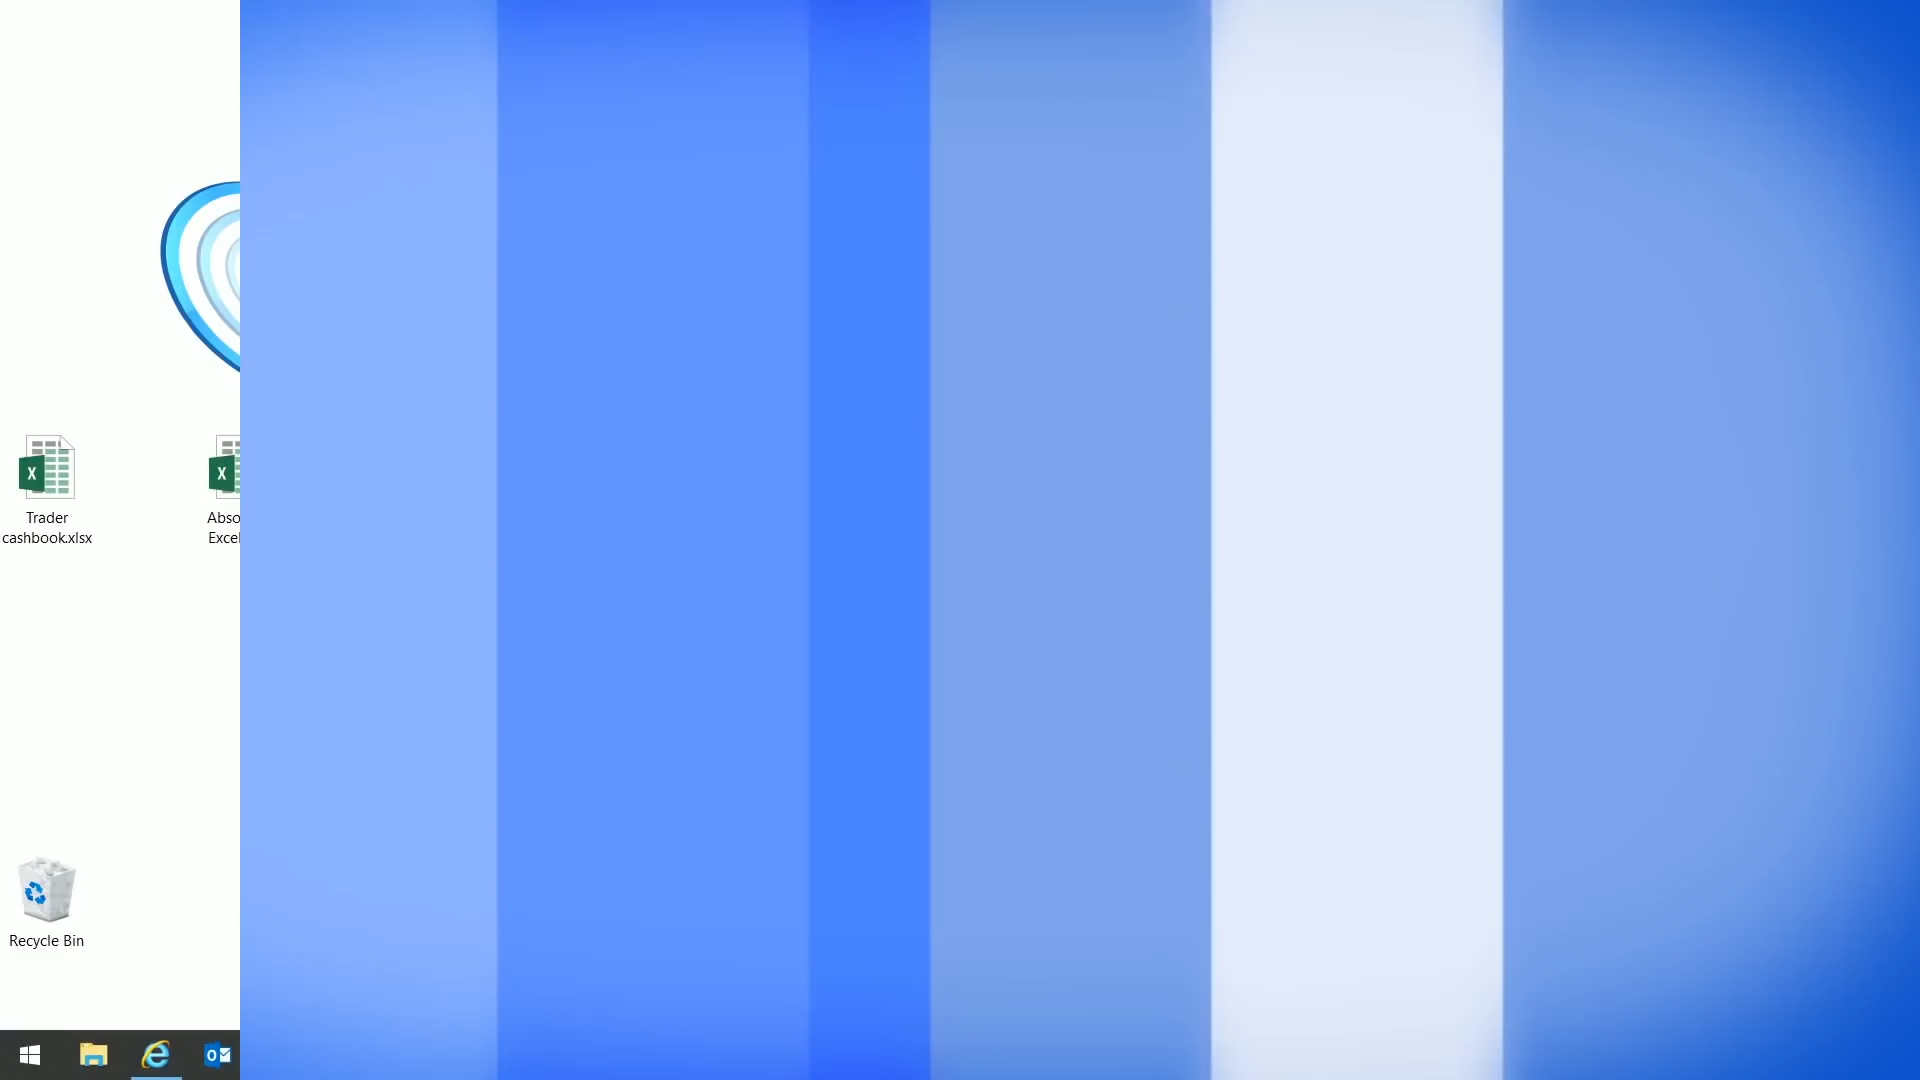 Trader
cashbook.xlsx
Abso
Excel
Recycle Bin